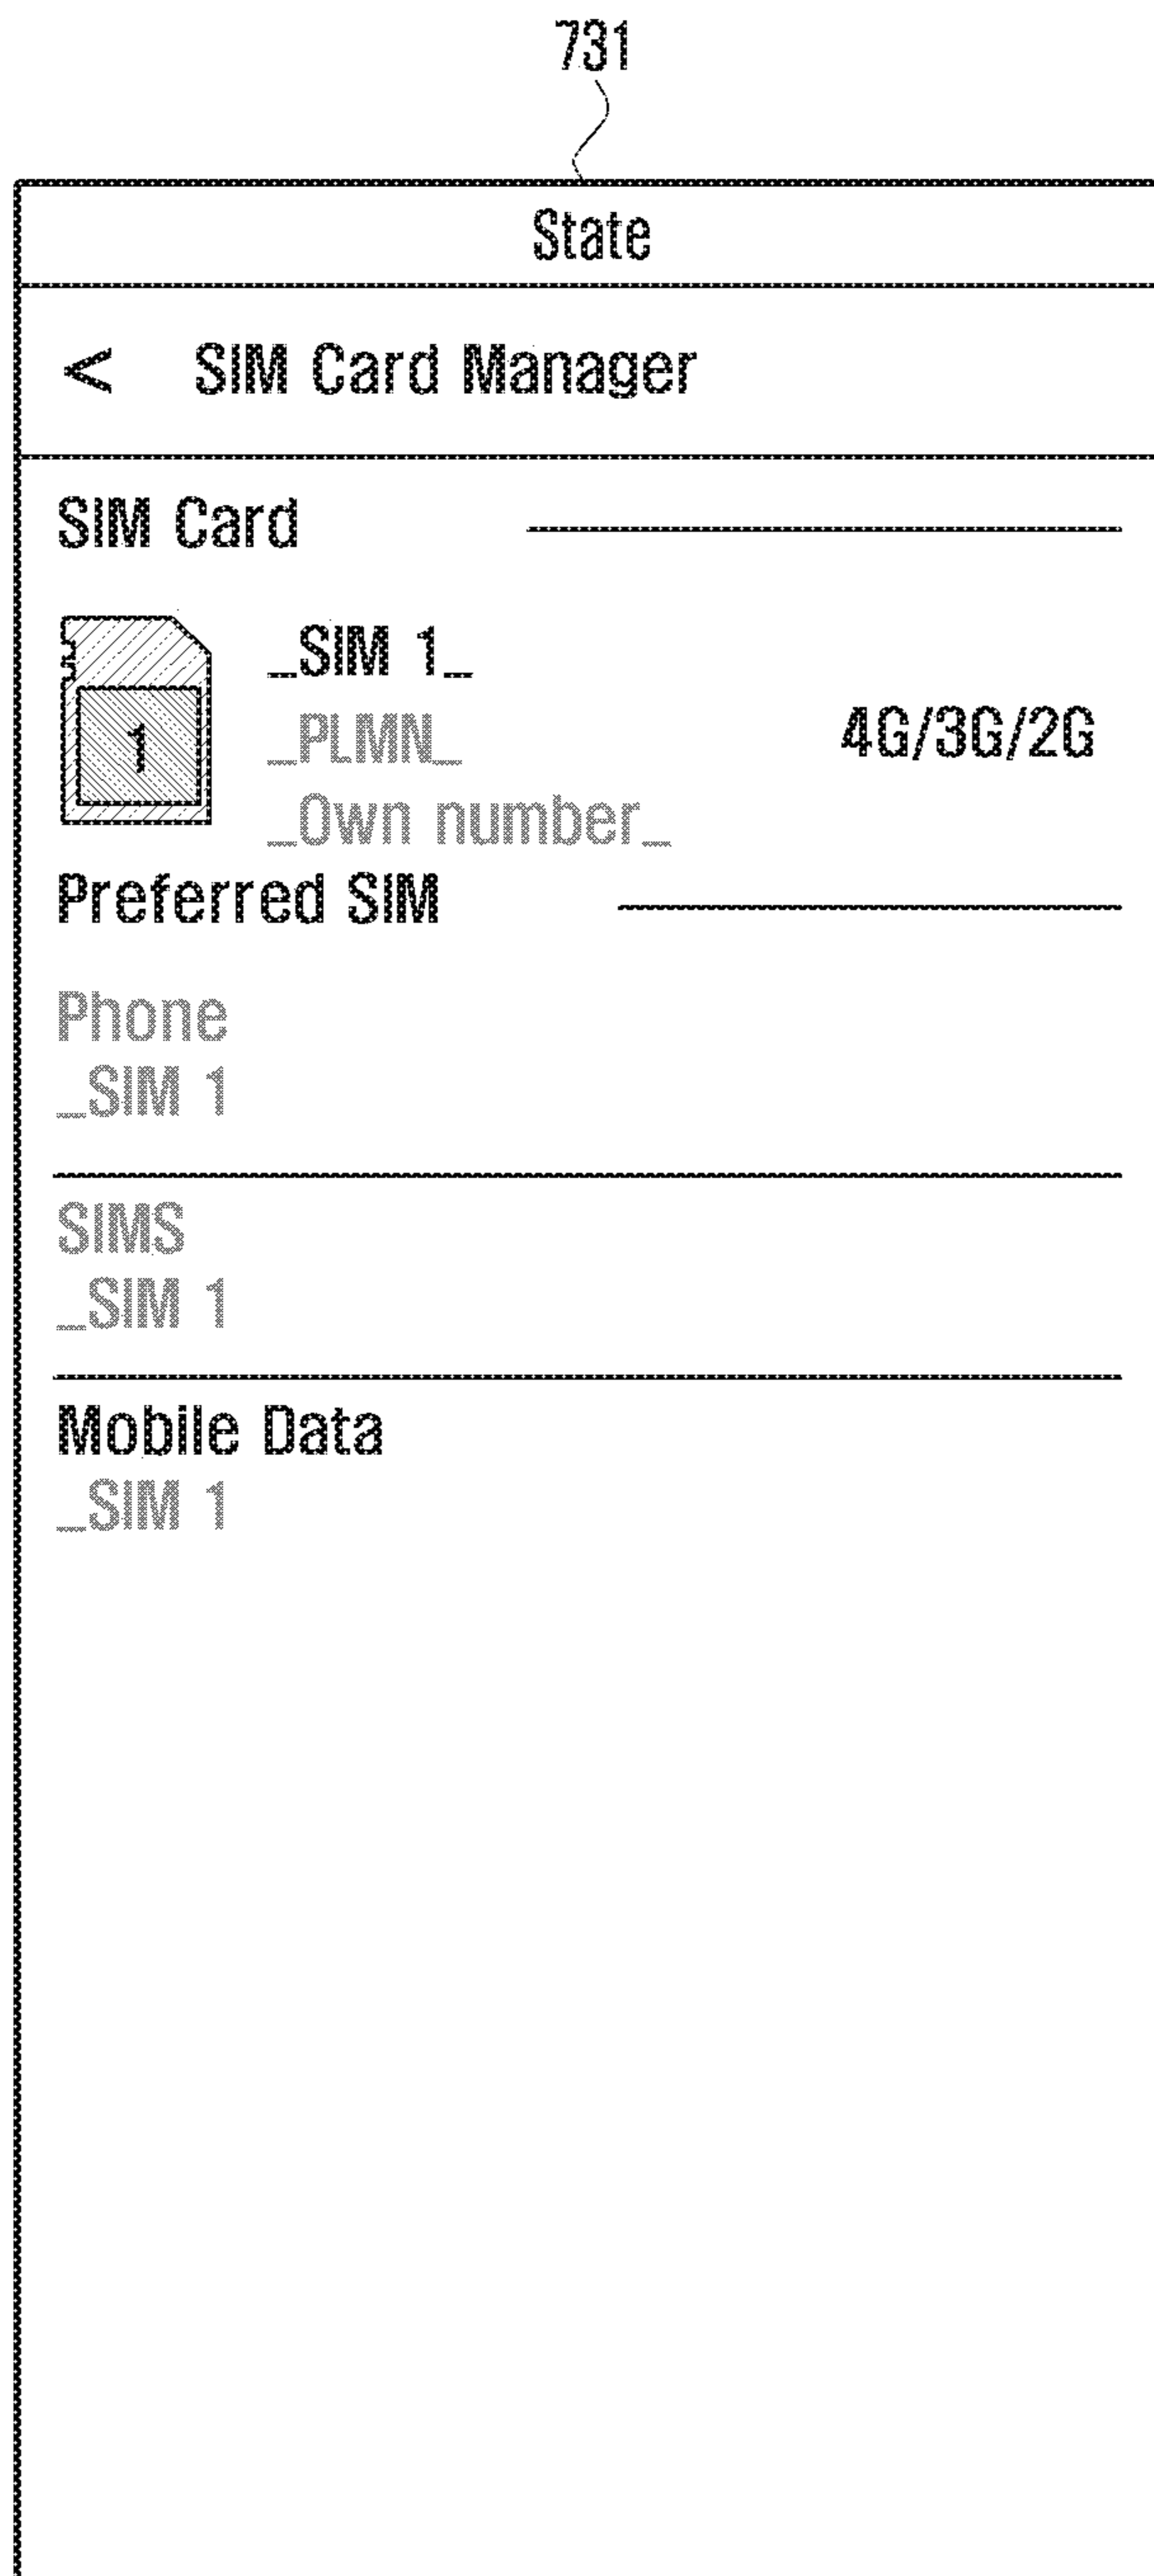 731
State
< SIM Card Manager
SIM Card
1
_SIM 1_
_PLMN_
4G/3G/2G
_Own number_
Preferred SIM
Phone
_SIM 1
SIMS
_SIM 1
Mobile Data
_SIM 1